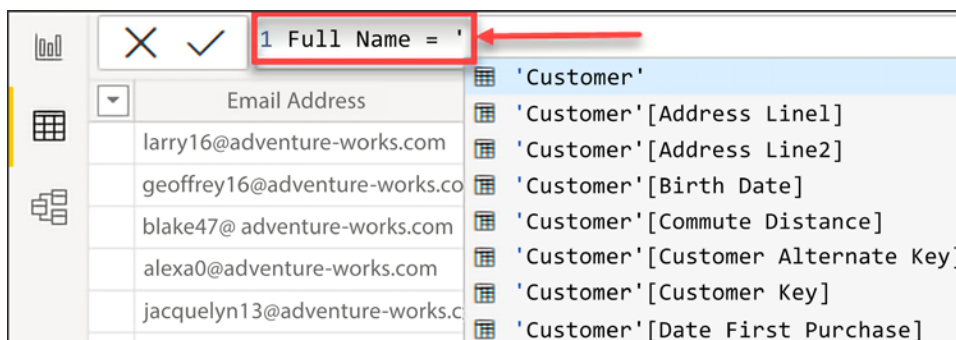 1 Full Name = '
'Customer'
Email Address
'Customer'[Address Linel]
larry16@adventure-works.com
'Customer'[Address Line2]
geoffrey16@adventure-works.co
'Customer'[Birth Date]
blake47@ adventure-works.com
'Customer'[Commute Distance]
alexa0@adventure-works.com
'Customer'[Customer Alternate Key]
'Customer'[Customer Key]
jacquelyn13@adventure-works.c
'Customer'[Date First Purchase]